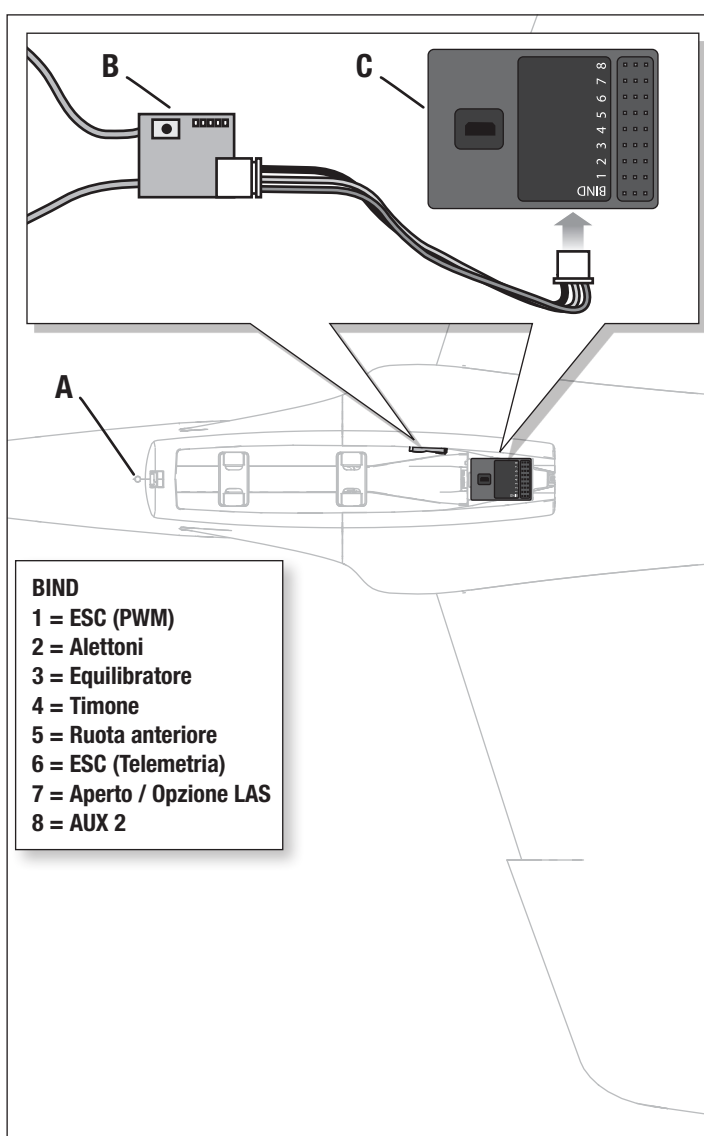 B
C
BIND 1 2 3 4 5 6 7 8
A
BIND
1 = ESC (PWM)
2 = Alettoni
3 = Equilibratore
4 = Timone
5 = Ruota anteriore
6 = ESC (Telemetria)
7 = Aperto / Opzione LAS
8 = AUX 2